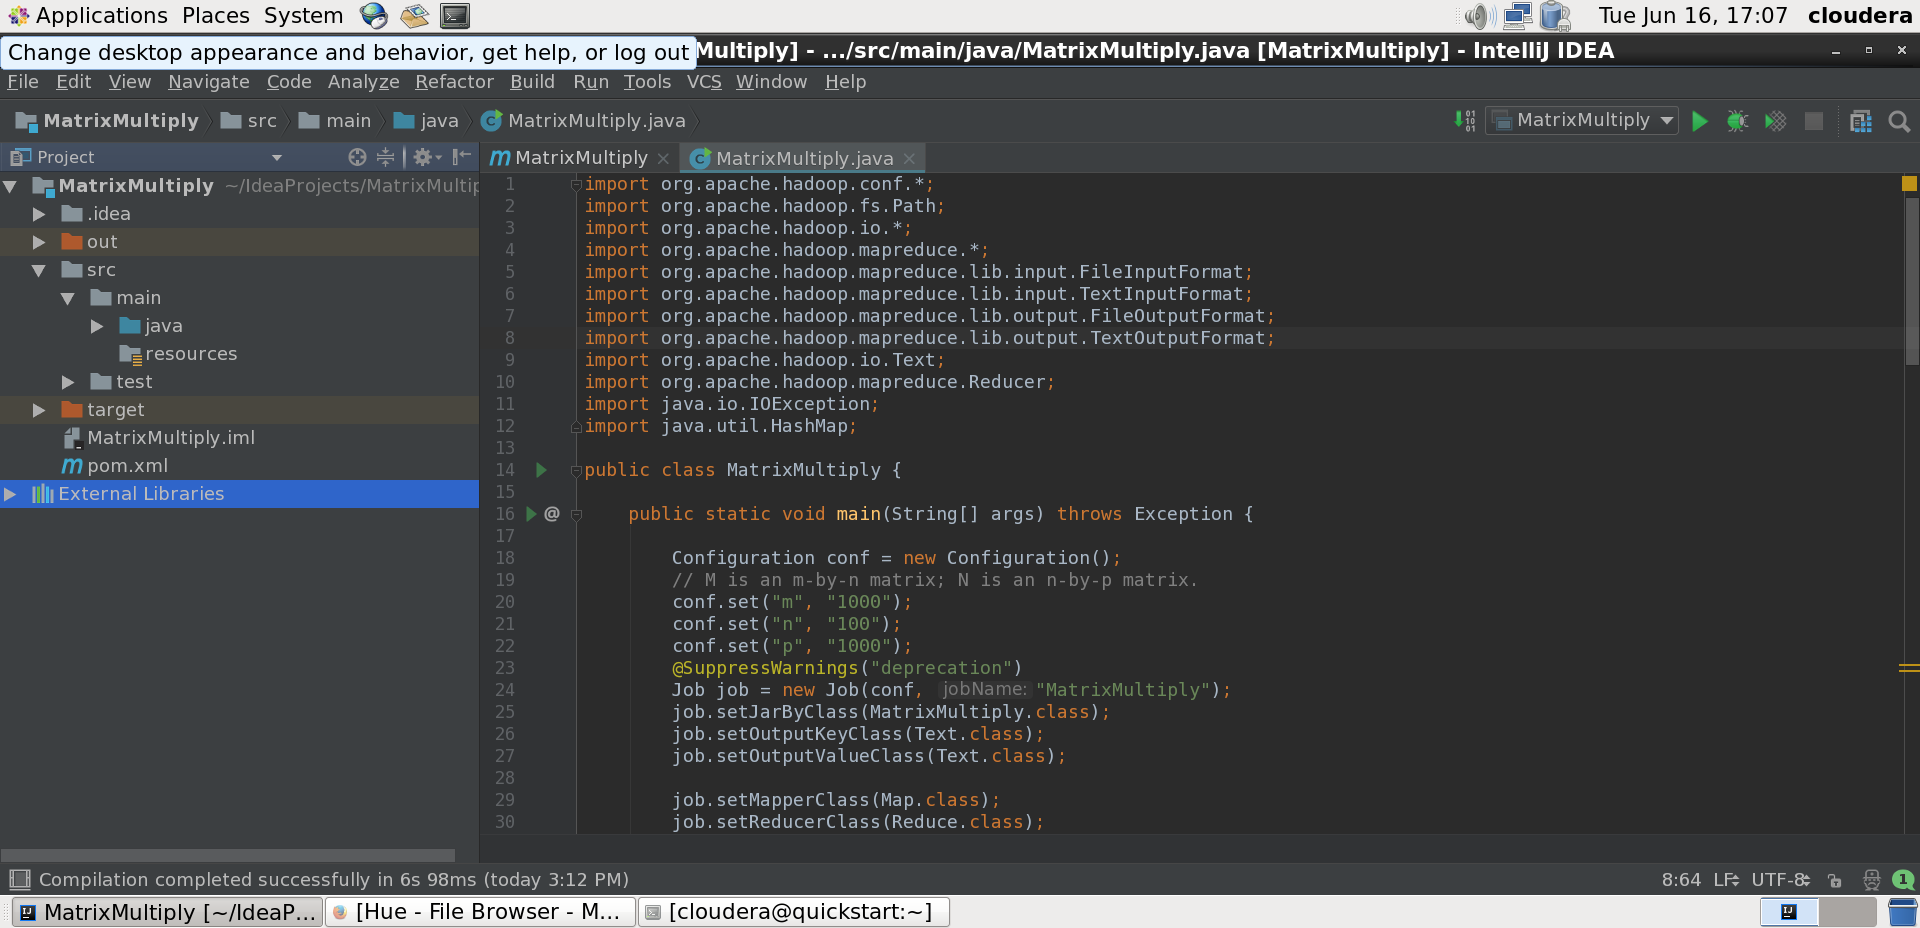 Applications Places System
Tue Jun 16, 17:07 cloudera
Change desktop appearance and behavior, get help, or log out
Multiply] - .../src/main/java/MatrixMultiply.java [MatrixMultiply] - IntelliJ IDEA
File Edit View Navigate Code Analyze Refactor Build Run Tools VCS Window Help
MatrixMultiply src main java MatrixMultiply.java
MatrixMultiply
Project
MatrixMultiply MatrixMultiply.java
MatrixMultiply ~/IdeaProjects/MatrixMultip
.idea
out
src
main
java
resources
test
target
MatrixMultiply.iml
pom.xml
External Libraries
1 import org.apache.hadoop.conf.*;
2 import org.apache.hadoop.fs.Path;
3 import org.apache.hadoop.io.*;
4 import org.apache.hadoop.mapreduce.*;
5 import org.apache.hadoop.mapreduce.lib.input.FileInputFormat;
6 import org.apache.hadoop.mapreduce.lib.input.TextInputFormat;
7 import org.apache.hadoop.mapreduce.lib.output.FileOutputFormat;
8 import org.apache.hadoop.mapreduce.lib.output.TextOutputFormat;
9 import org.apache.hadoop.io.Text;
10 import org.apache.hadoop.mapreduce.Reducer;
11 import java.io.IOException;
12 import java.util.HashMap;
13
14 public class MatrixMultiply {
15
16 @ public static void main(String[] args) throws Exception {
17
18 Configuration conf = new Configuration();
19 // M is an m-by-n matrix; N is an n-by-p matrix.
20 conf.set("m", "1000");
21 conf.set("n", "100");
22 conf.set("p", "1000");
23 @SuppressWarnings("deprecation")
24 Job job = new Job(conf, jobName: "MatrixMultiply");
25 job.setJarByClass(MatrixMultiply.class);
26 job.setOutputKeyClass(Text.class);
27 job.setOutputValueClass(Text.class);
28
29 job.setMapperClass(Map.class);
30 job.setReducerClass(Reduce.class);
Compilation completed successfully in 6s 98ms (today 3:12 PM)
8:64 LF UTF-8 1
MatrixMultiply [~/IdeaP... [Hue - File Browser - M... [cloudera@quickstart:~]